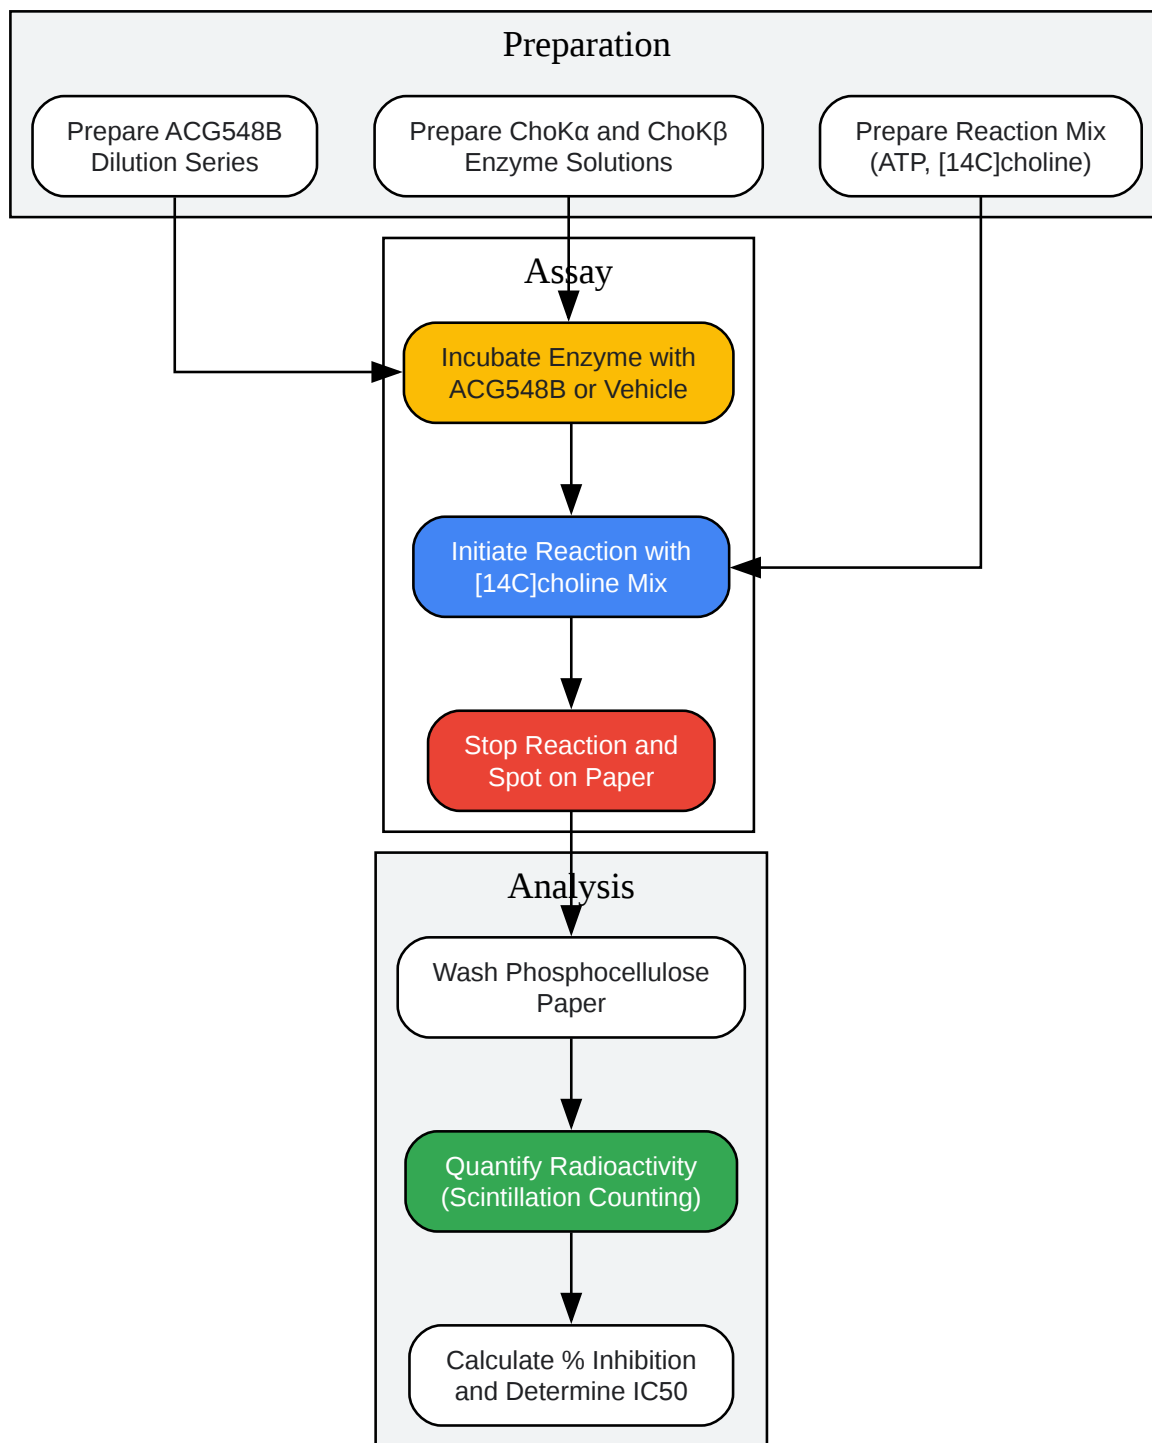 Preparation
Prepare ACG548B
Dilution Series
Prepare ChoKα and ChoKβ
Enzyme Solutions
Prepare Reaction Mix
(ATP, [14C]choline)
Assay
Incubate Enzyme with
ACG548B or Vehicle
Initiate Reaction with
[14C]choline Mix
Stop Reaction and
Spot on Paper
Analysis
Wash Phosphocellulose
Paper
Quantify Radioactivity
(Scintillation Counting)
Calculate % Inhibition
and Determine IC50